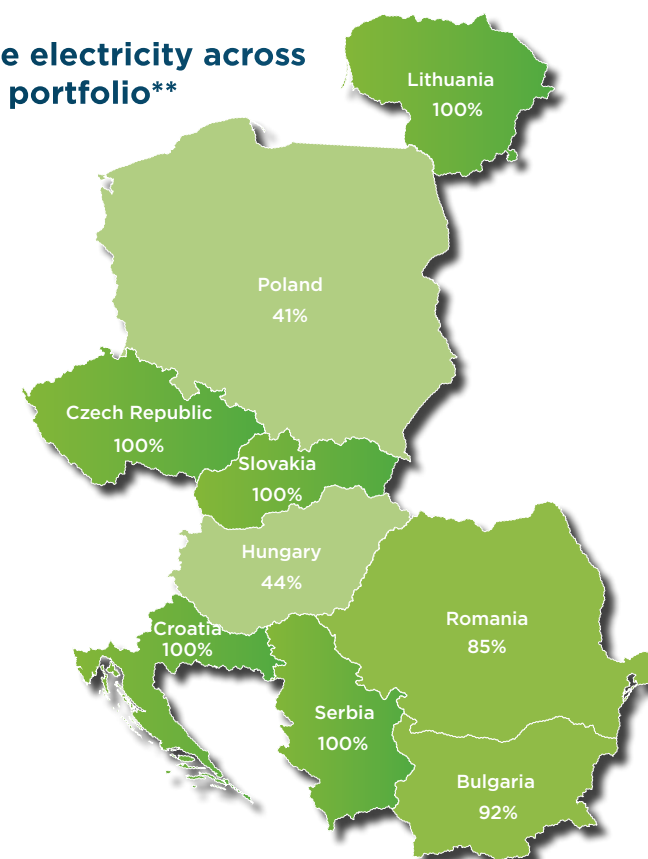 e electricity across
portfolio**
Lithuania
100%
Poland
41%
Czech Republic
100%
Slovakia
100%
Hungary
44%
Croatia
100%
Romania
85%
Serbia
100%
Bulgaria
92%